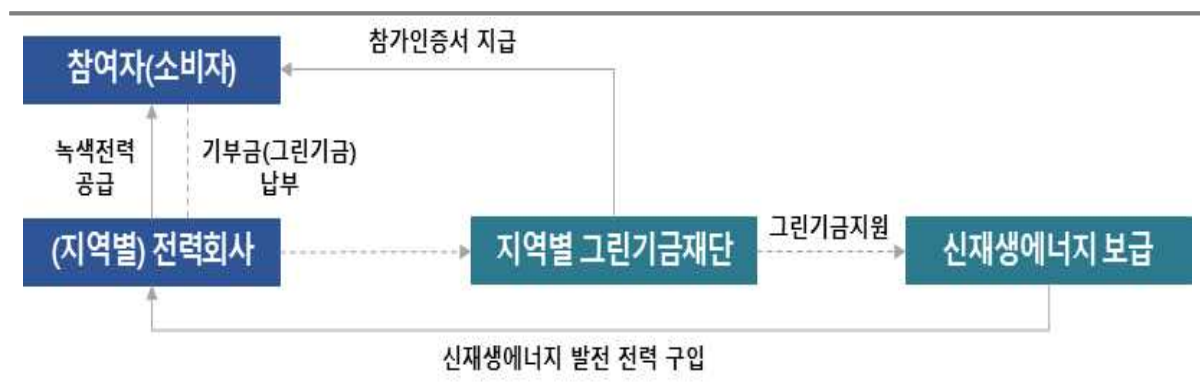 참가인증서 지급
참여자(소비자)
녹색전력
공급
기부금(그린기금)
납부
(지역별) 전력회사
지역별 그린기금재단
그린기금지원
신재생에너지 보급
신재생에너지 발전 전력 구입